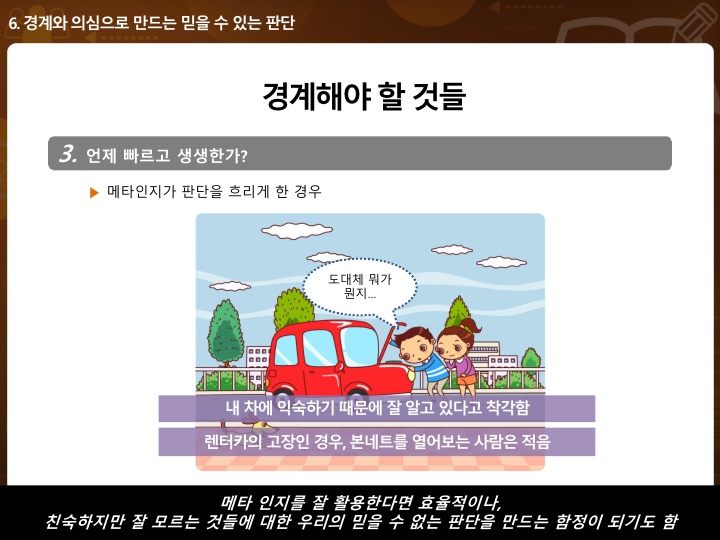 6. 경계와 의심으로 만드는 믿을 수 있는 판단
경계해야 할 것들
3. 언제 빠르고 생생한가?
▶ 메타인지가 판단을 흐리게 한 경우
도대체 뭐가
뭔지...
내 차에 익숙하기 때문에 잘 알고 있다고 착각함
렌터카의 고장인 경우, 본네트를 열어보는 사람은 적음
메타 인지를 잘 활용한다면 효율적이나,
친숙하지만 잘 모르는 것들에 대한 우리의 믿을 수 없는 판단을 만드는 함정이 되기도 함